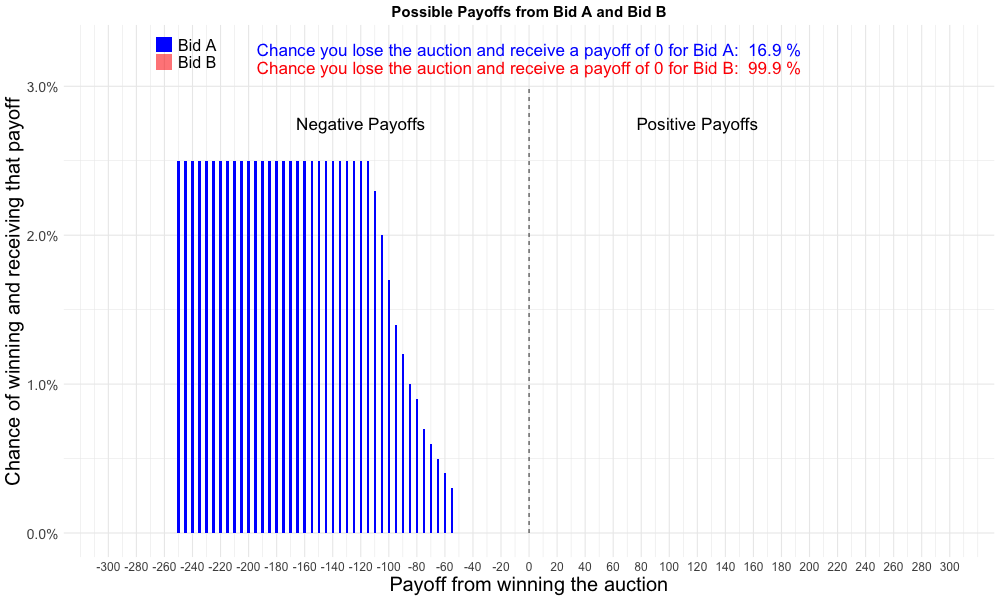 Possible Payoffs from Bid A and Bid B
Bid A
Bid B
Chance you lose the auction and receive a payoff of 0 for Bid A: 16.9 %
Chance you lose the auction and receive a payoff of 0 for Bid B: 99.9 %
Negative Payoffs
Positive Payoffs
Chance of winning and receiving that payoff
3.0%
2.0%
1.0%
0.0%
-300 -280 -260 -240 -220 -200 -180 -160 -140 -120 -100 -80 -60 -40 -20 0 20 40 60 80 100 120 140 160 180 200 220 240 260 280 300
Payoff from winning the auction